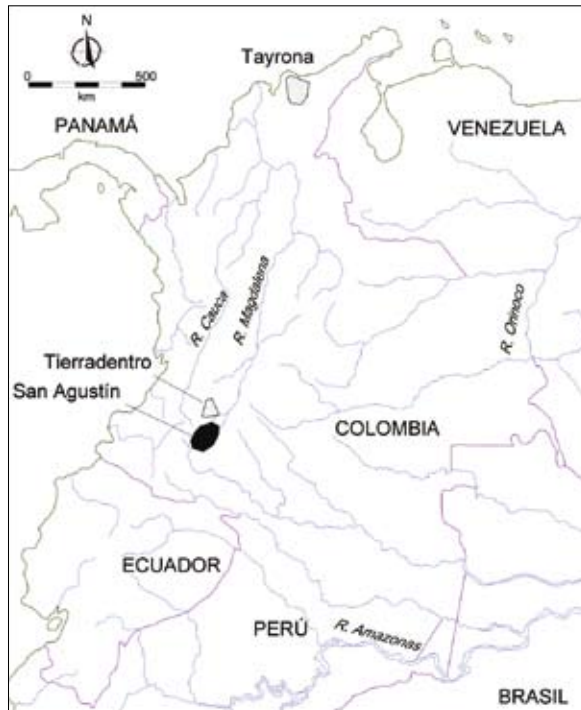 N
0 500
km
Tayrona
PANAMÁ
VENEZUELA
R. Cauca
R. Magdalena
R. Orinoco
Tierradentro
San Agustín
COLOMBIA
ECUADOR
PERÚ
R. Amazonas
BRASIL